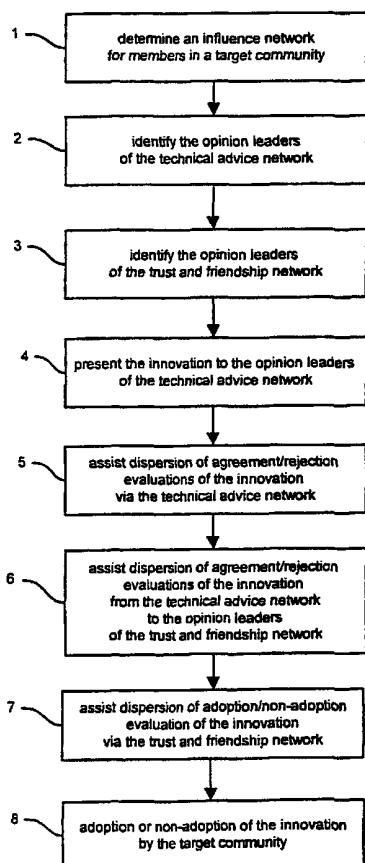 1
determine an influence network
for members in a target community
2
identify the opinion leaders
of the technical advice network
3
identify the opinion leaders
of the trust and friendship network
4
present the innovation to the opinion leaders
of the technical advice network
5
assist dispersion of agreement/rejection
evaluations of the innovation
via the technical advice network
6
assist dispersion of agreement/rejection
evaluations of the innovation
from the technical advice network
to the opinion leaders
of the trust and friendship network
7
assist dispersion of adoption/non-adoption
evaluation of the innovation
via the trust and friendship network
8
adoption or non-adoption of the innovation
by the target community